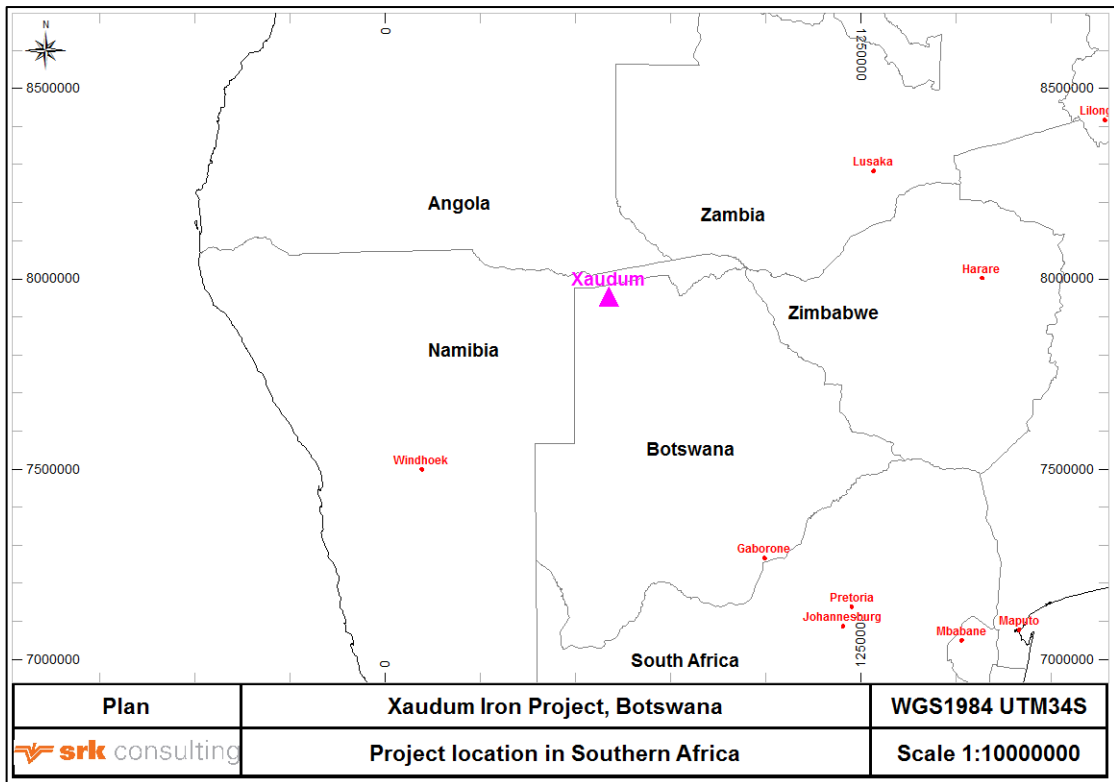 N
0
1250000
8500000
8500000
Lilong
Lusaka
Angola
Zambia
8000000
Xaudum
Harare
8000000
Zimbabwe
Namibia
Botswana
Windhoek
7500000
7500000
Gaborone
Pretoria
Johannesburg
Mbabane
Maputo
7000000
0
South Africa
1250000
7000000
Plan
Xaudum Iron Project, Botswana
WGS1984 UTM34S
srk consulting
Project location in Southern Africa
Scale 1:10000000